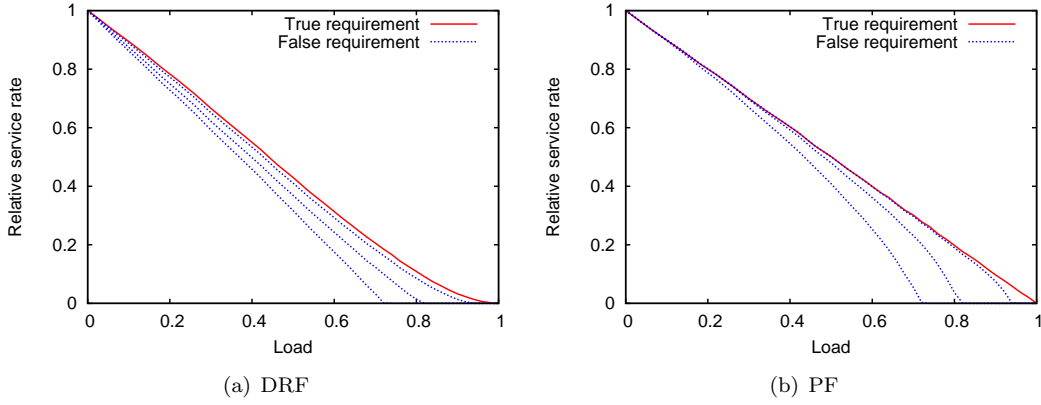 True requirement
False requirement
1
0.8
0.6
0.4
0.2
0
Relative service rate
0 0.2 0.4 0.6 0.8 1
Load
(a) DRF
True requirement
False requirement
1
0.8
0.6
0.4
0.2
0
Relative service rate
0 0.2 0.4 0.6 0.8 1
Load
(b) PF